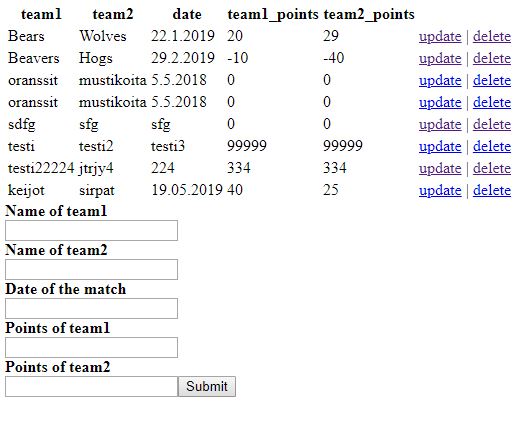 team1 team2 date team1_points team2_points
Bears Wolves 22.1.2019 20 29 update | delete
Beavers Hogs 29.2.2019 -10 -40 update | delete
oranssit mustikoita 5.5.2018 0 0 update | delete
oranssit mustikoita 5.5.2018 0 0 update | delete
sdfg sfg sfg 0 0 update | delete
testi testi2 testi3 99999 99999 update | delete
testi22224 jtrjy4 224 334 334 update | delete
keijot sirpat 19.05.2019 40 25 update | delete
Name of team1
Name of team2
Date of the match
Points of team1
Points of team2
Submit